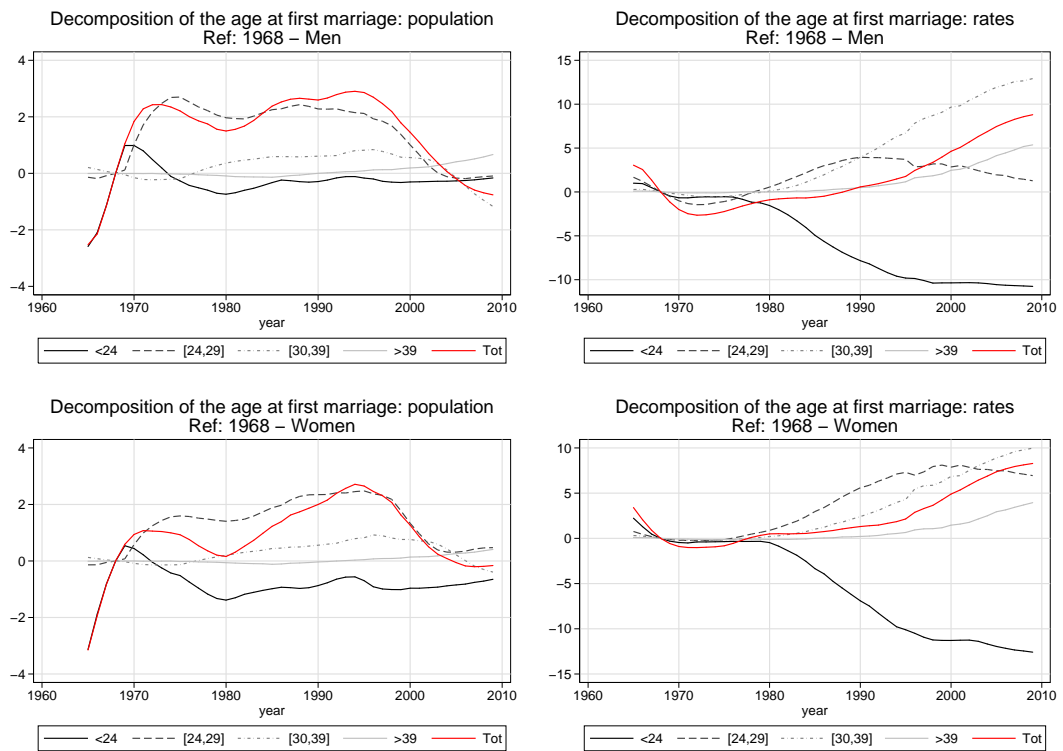 Decomposition of the age at first marriage: population
Ref: 1968 − Men
4
2
0
−2
−4
1960 1970 1980 1990 2000 2010
year
<24 [24,29] [30,39] >39 Tot
Decomposition of the age at first marriage: rates
Ref: 1968 − Men
15
10
5
0
−5
−10
1960 1970 1980 1990 2000 2010
year
<24 [24,29] [30,39] >39 Tot
Decomposition of the age at first marriage: population
Ref: 1968 − Women
4
2
0
−2
−4
1960 1970 1980 1990 2000 2010
year
<24 [24,29] [30,39] >39 Tot
Decomposition of the age at first marriage: rates
Ref: 1968 − Women
10
5
0
−5
−10
−15
1960 1970 1980 1990 2000 2010
year
<24 [24,29] [30,39] >39 Tot